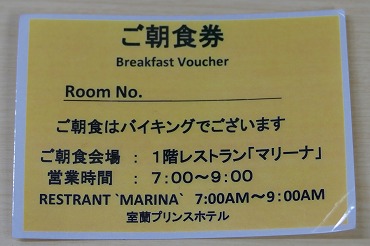 ご朝食券
Breakfast Voucher
Room No.
ご朝食はバイキングでございます
ご朝食会場 : 1階レストラン「マリーナ」
営業時間 : 7:00～9:00
RESTRANT `MARINA` 7:00AM～9:00AM
室蘭プリンスホテル